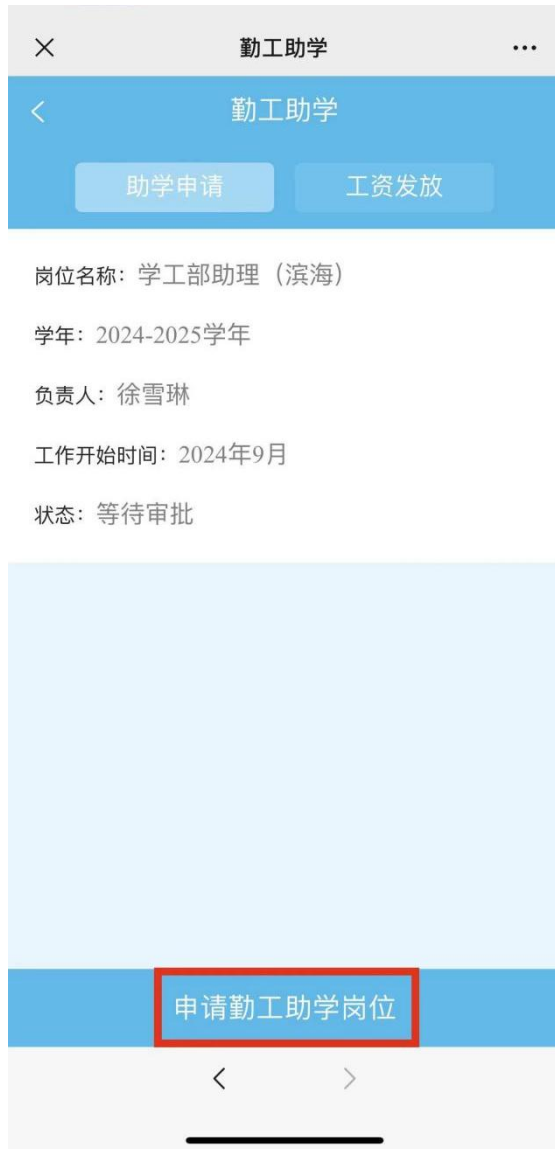 勤工助学
勤工助学
助学申请 工资发放
岗位名称：学工部助理（滨海）
学年：2024-2025学年
负责人：徐雪琳
工作开始时间：2024年9月
状态：等待审批
申请勤工助学岗位